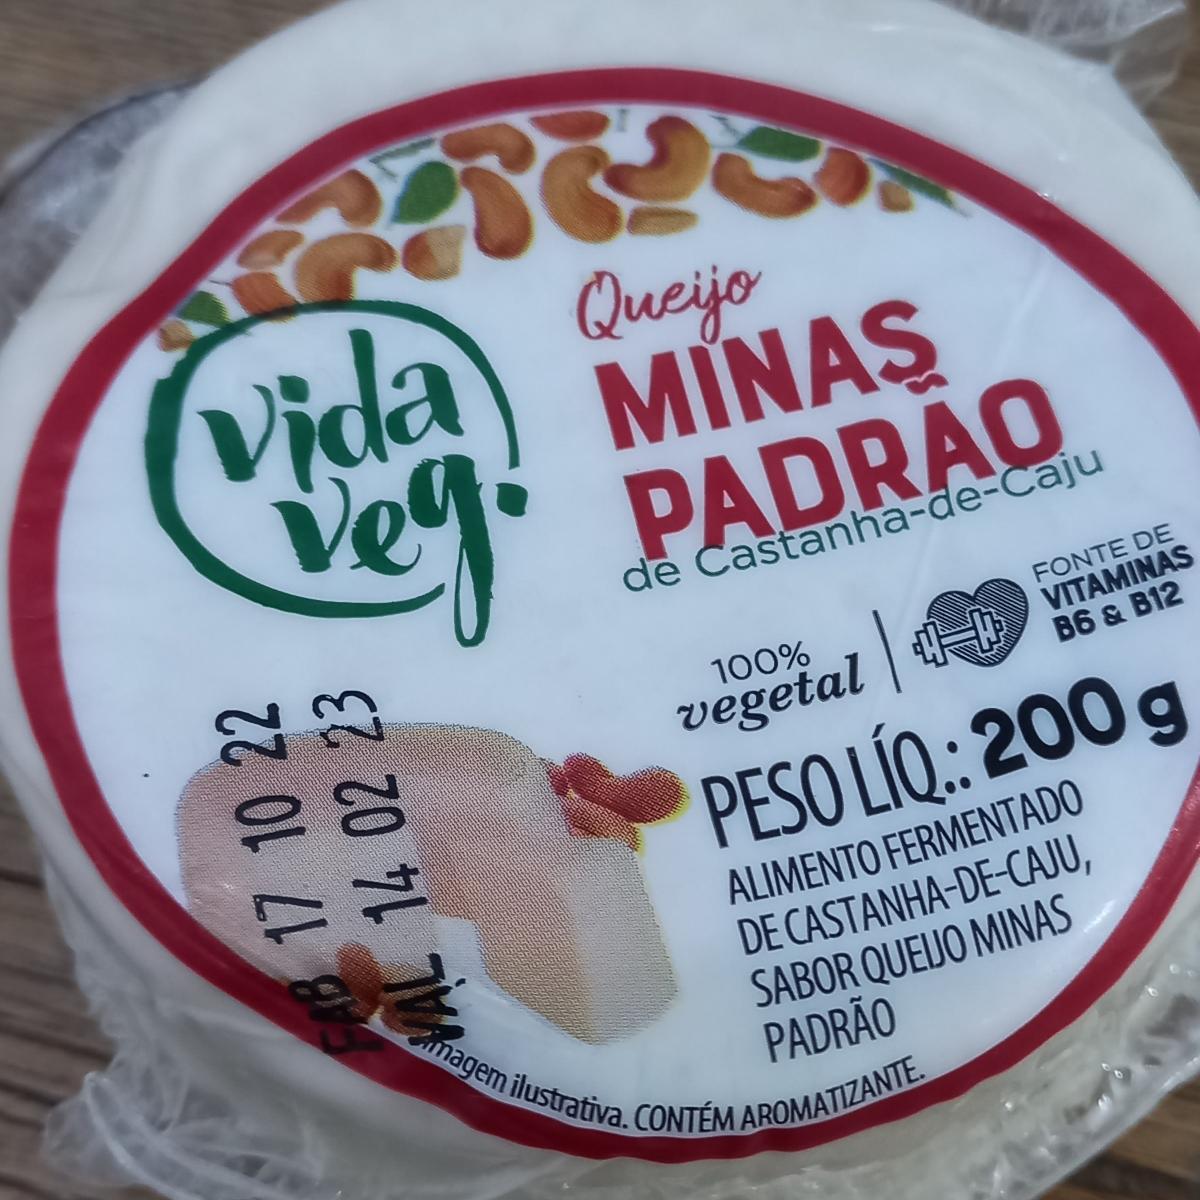 Queijo
MINAS
PADRÃO
de Castanha-de-Caju
vida
veg.
100%
vegetal
FONTE DE
VITAMINAS
B6 & B12
PESO LÍQ.: 200 g
ALIMENTO FERMENTADO
DE CASTANHA-DE-CAJU,
SABOR QUEIJO MINAS
PADRÃO
FAB 17 10 22
VAL 14 02 23
Imagem ilustrativa. CONTÉM AROMATIZANTE.